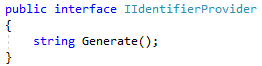 public interface IIdentifierProvider
{
    string Generate();
}